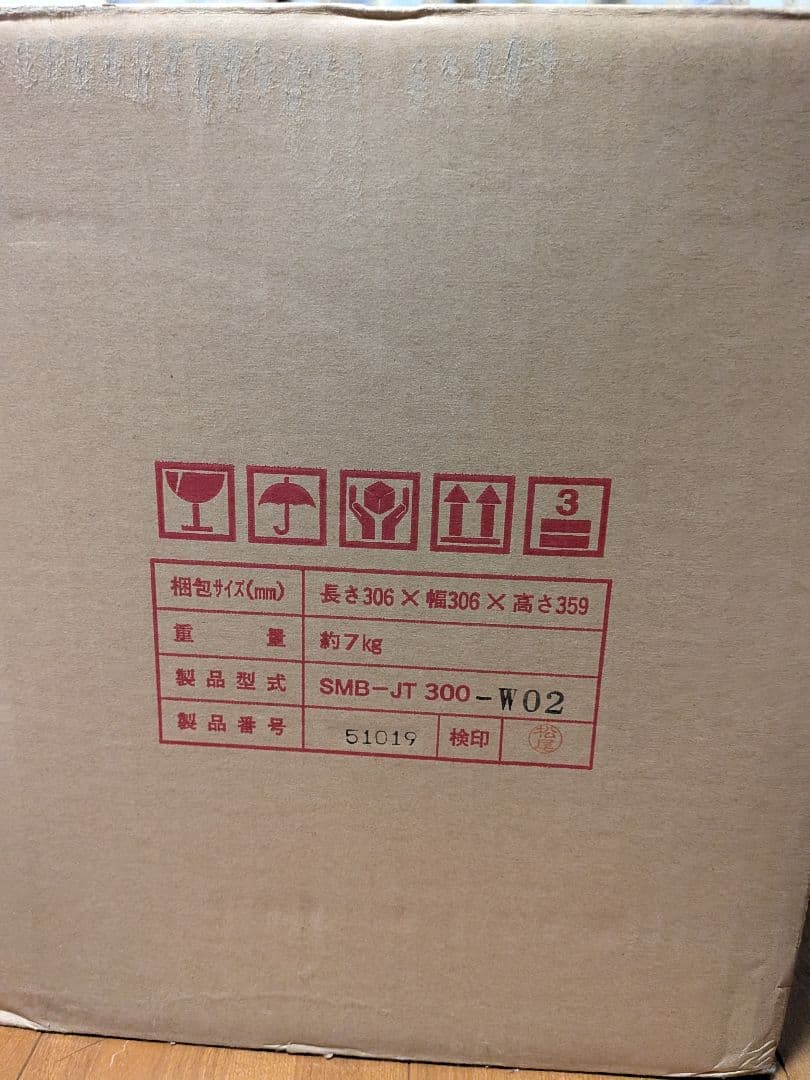 3
梱包サイズ(mm) 長さ306×幅306×高さ359
重量 約7kg
製品型式 SMB-JT 300-W02
製品番号 51019 検印 松尾